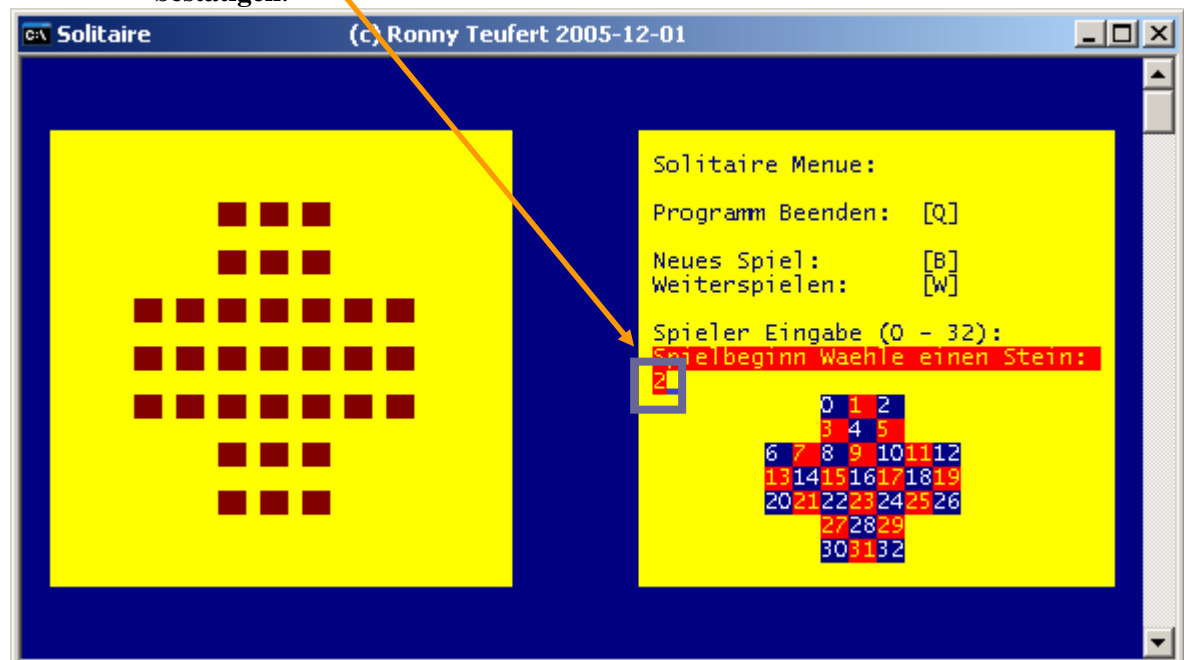 bestätigen.
Solitaire (c) Ronny Teufert 2005-12-01
Solitaire Menue:
Programm Beenden: [Q]
Neues Spiel: [B]
Weiterspielen: [W]
Spieler Eingabe (0 - 32):
Spielbeginn Waehle einen Stein:
2_
0 1 2
3 4 5
6 7 8 9 10 11 12
13 14 15 16 17 18 19
20 21 22 23 24 25 26
27 28 29
30 31 32